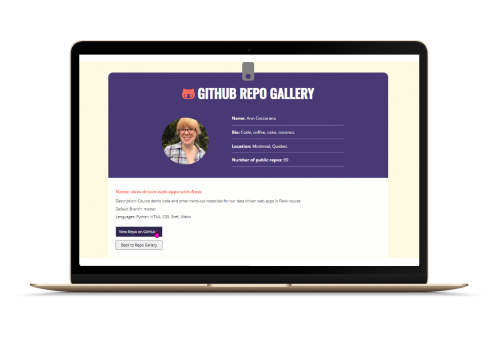 GITHUB REPO GALLERY
Name: Ann Cascarano
Bio: Code, coffee, cake, coconut.
Location: Montreal, Quebec
Number of public repos: 69
Name: data-driven-web-apps-with-flask
Description: Course demo code and other hand-out materials for our data driven web apps in Flask course
Default Branch: master
Languages: Python, HTML, CSS, Shell, Mako
View Repo on GitHub!
Back to Repo Gallery